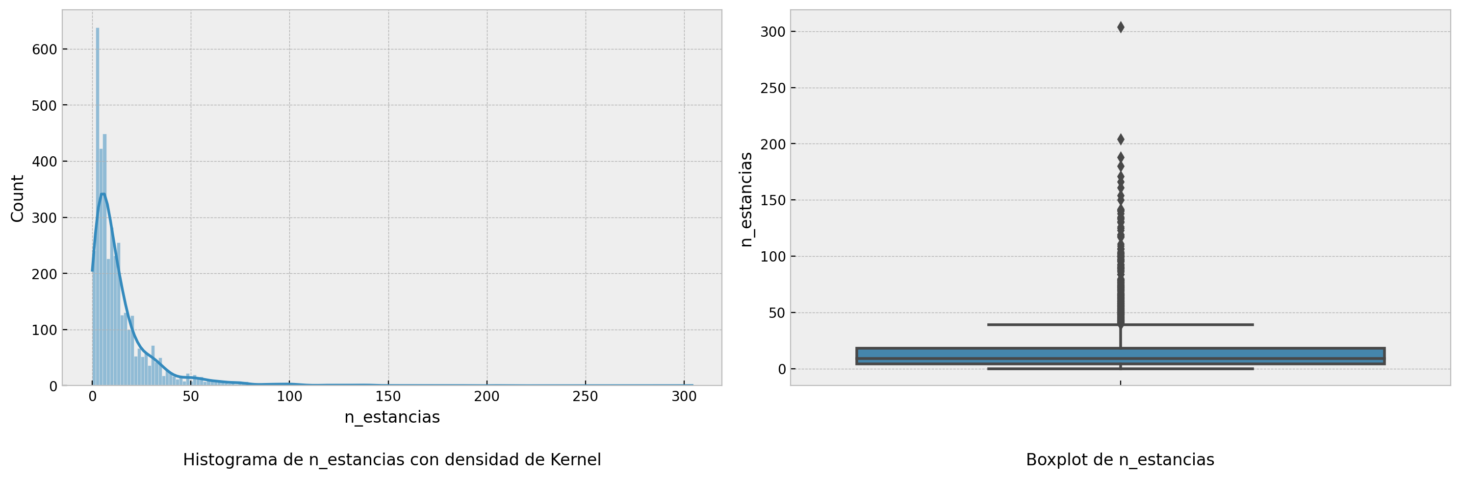 600
500
400
300
200
100
0
Count
0 50 100 150 200 250 300
n_estancias
Histograma de n_estancias con densidad de Kernel
300
250
200
150
100
50
0
n_estancias
Boxplot de n_estancias